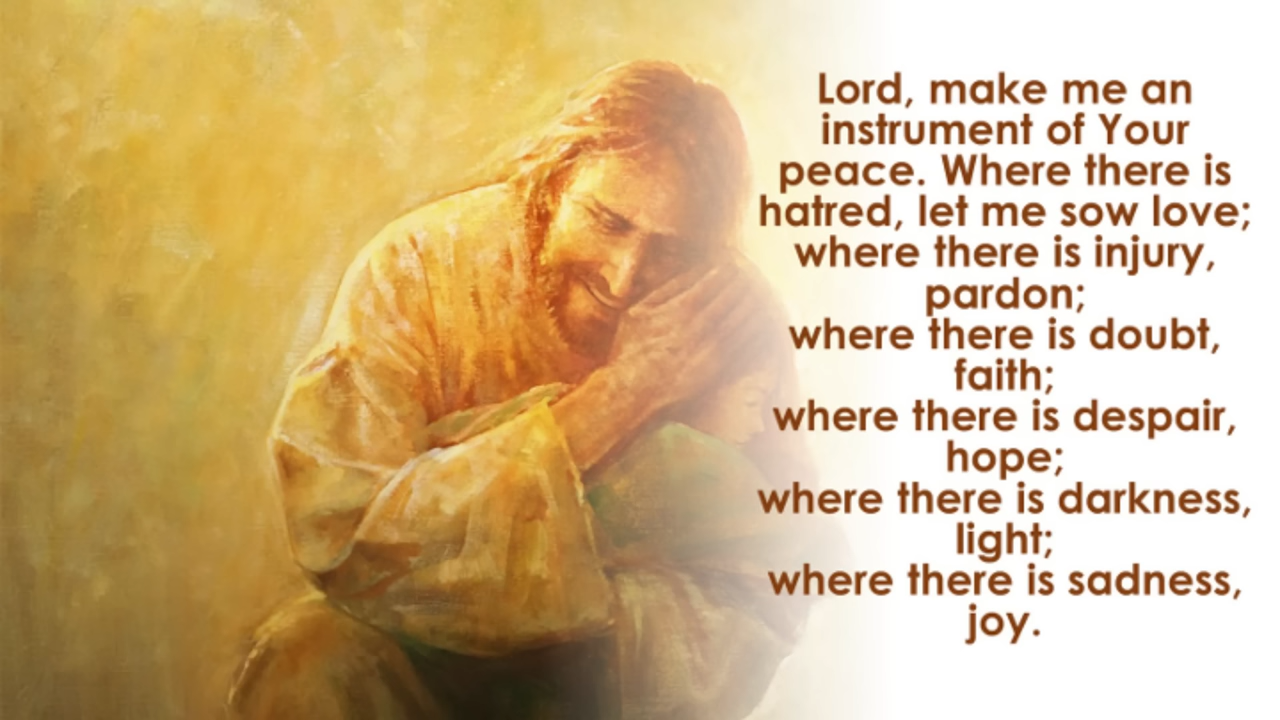 Lord, make me an
instrument of Your
peace. Where there is
hatred, let me sow love;
where there is injury,
pardon;
where there is doubt,
faith;
where there is despair,
hope;
where there is darkness,
light;
where there is sadness,
joy.